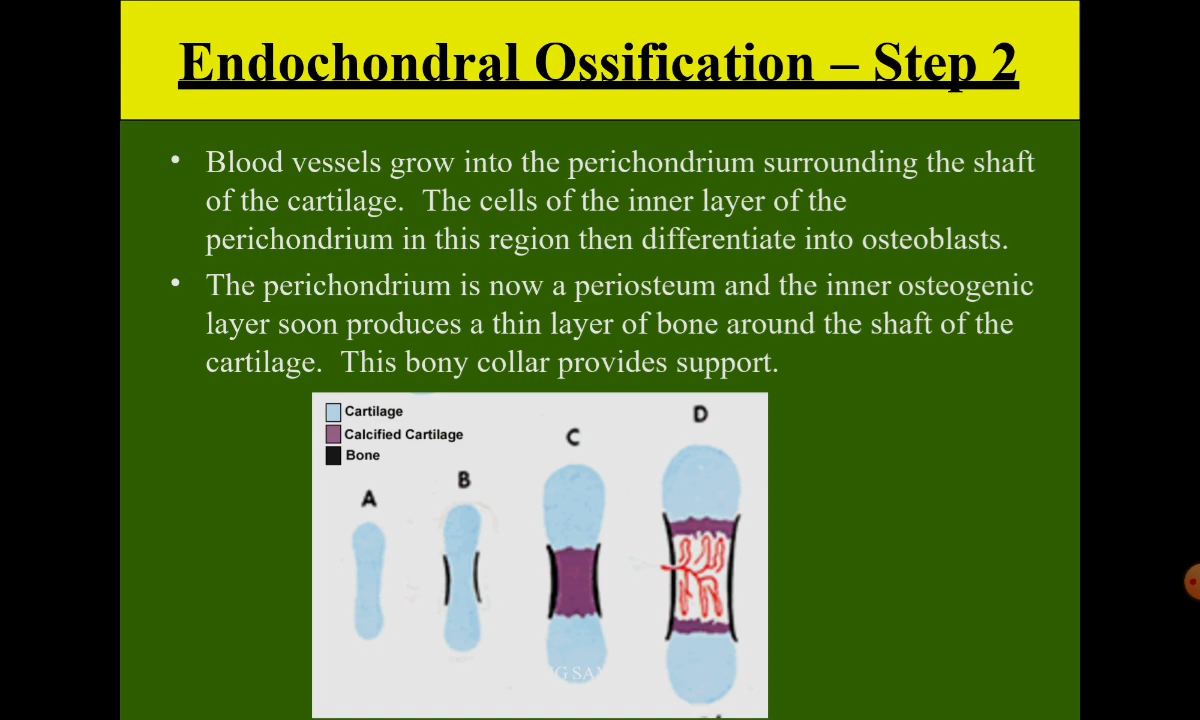 Endochondral Ossification – Step 2
• Blood vessels grow into the perichondrium surrounding the shaft
of the cartilage. The cells of the inner layer of the
perichondrium in this region then differentiate into osteoblasts.
• The perichondrium is now a periosteum and the inner osteogenic
layer soon produces a thin layer of bone around the shaft of the
cartilage. This bony collar provides support.
Cartilage
Calcified Cartilage
Bone
A
B
C
D